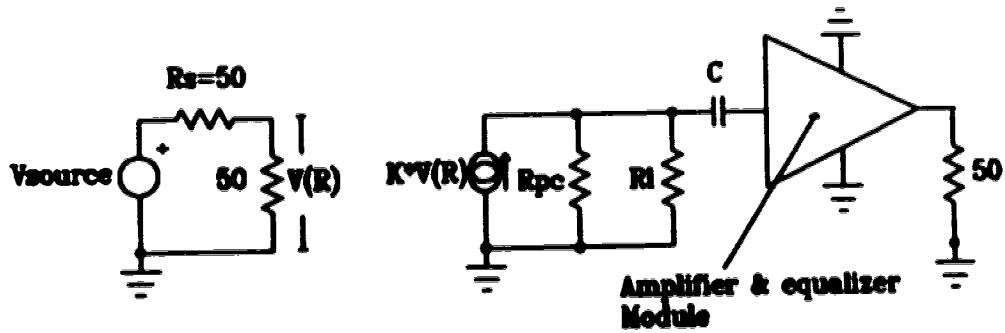 Rs=50
Vsource
+
50
V(R)
K*V(R)
Rpc
Rl
C
50
Amplifier & equalizer
Module